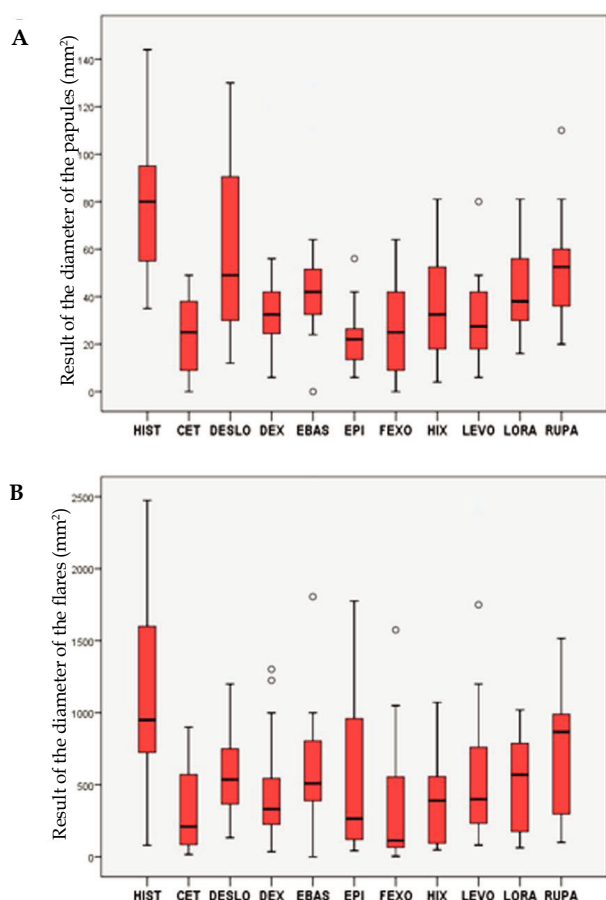 A
Result of the diameter of the papules (mm²)
140
120
100
80
60
40
20
0
HIST CET DESLO DEX EBAS EPI FEXO HIX LEVO LORA RUPA
B
Result of the diameter of the flares (mm²)
2500
2000
1500
1000
500
0
HIST CET DESLO DEX EBAS EPI FEXO HIX LEVO LORA RUPA